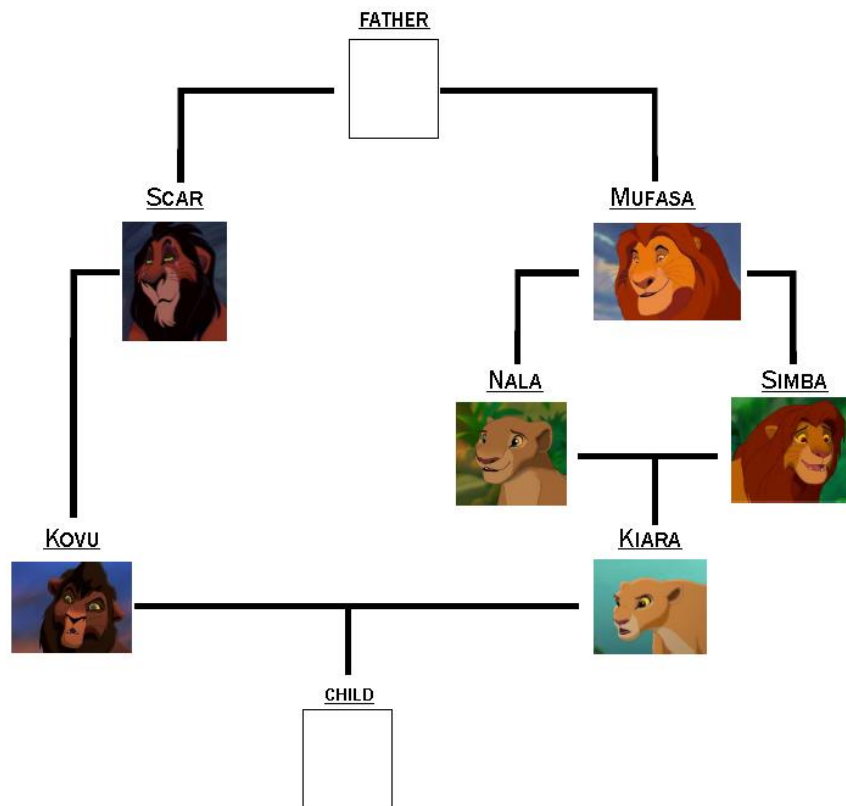 FATHER
SCAR
MUFASA
NALA
SIMBA
KOVU
KIARA
CHILD